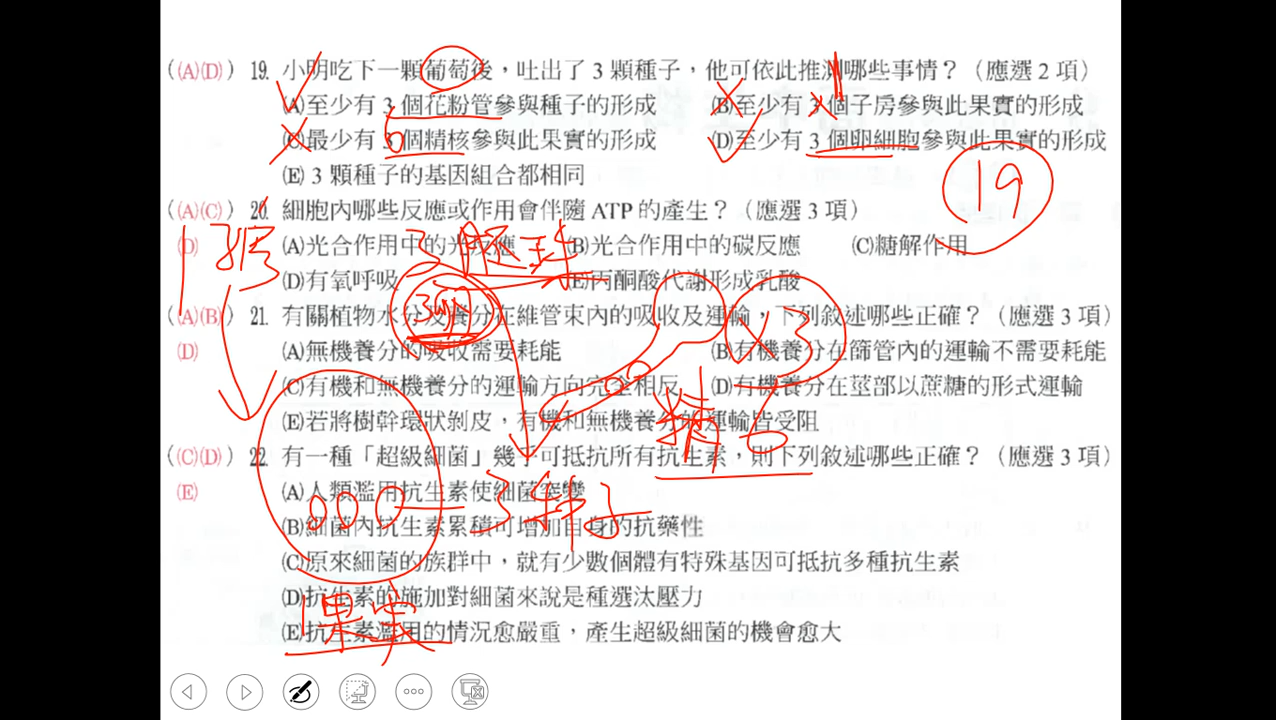 ((A)(D)) 19. 小明吃下一顆葡萄後，吐出了 3 顆種子，他可依此推測哪些事情？(應選 2 項)
(A)至少有 3 個花粉管參與種子的形成 (B)至少有 3 個子房參與此果實的形成
(C)最少有 3 個精核參與此果實的形成 (D)至少有 3 個卵細胞參與此果實的形成
(E) 3 顆種子的基因組合都相同
19
((A)(C) 20. 細胞內哪些反應或作用會伴隨 ATP 的產生？(應選 3 項)
(D)) (A)光合作用中的光反應 (B)光合作用中的碳反應 (C)糖解作用
1 子房 3 胚珠
(D)有氧呼吸 (E)丙酮酸代謝形成乳酸
((A)(B) 21. 有關植物水分及養分在維管束內的吸收及運輸，下列敘述哪些正確？(應選 3 項)
(D)) (A)無機養分的吸收需要耗能 (B)有機養分在篩管內的運輸不需要耗能
x3
(C)有機和無機養分的運輸方向完全相反 (D)有機養分在莖部以蔗糖的形式運輸
(E)若將樹幹環狀剝皮，有機和無機養分的運輸皆受阻
精 6
((C)(D) 22. 有一種「超級細菌」幾乎可抵抗所有抗生素，則下列敘述哪些正確？(應選 3 項)
(E)) (A)人類濫用抗生素使細菌突變
3 種子
(B)細菌內抗生素累積可增加自身的抗藥性
(C)原來細菌的族群中，就有少數個體有特殊基因可抵抗多種抗生素
(D)抗生素的施加對細菌來說是種選汰壓力
1果實
(E)抗生素濫用的情況愈嚴重，產生超級細菌的機會愈大